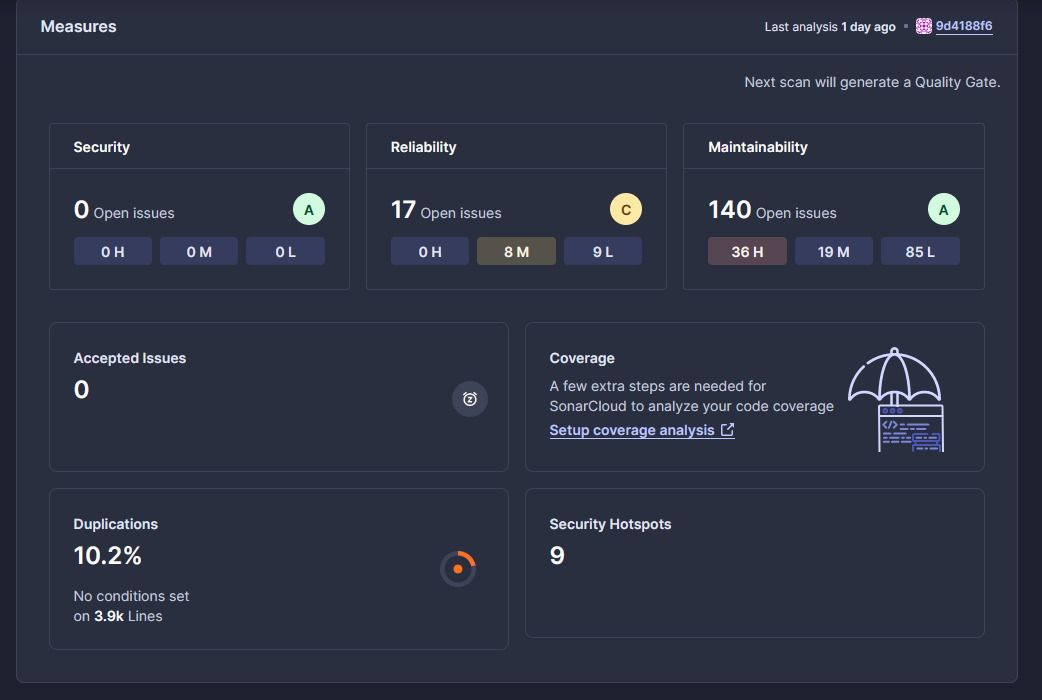 Measures
Last analysis 1 day ago 9d4188f6
Next scan will generate a Quality Gate.
Security
0 Open issues
A
0 H
0 M
0 L
Reliability
17 Open issues
C
0 H
8 M
9 L
Maintainability
140 Open issues
A
36 H
19 M
85 L
Accepted Issues
0
Coverage
A few extra steps are needed for
SonarCloud to analyze your code coverage
Setup coverage analysis
Duplications
10.2%
No conditions set
on 3.9k Lines
Security Hotspots
9